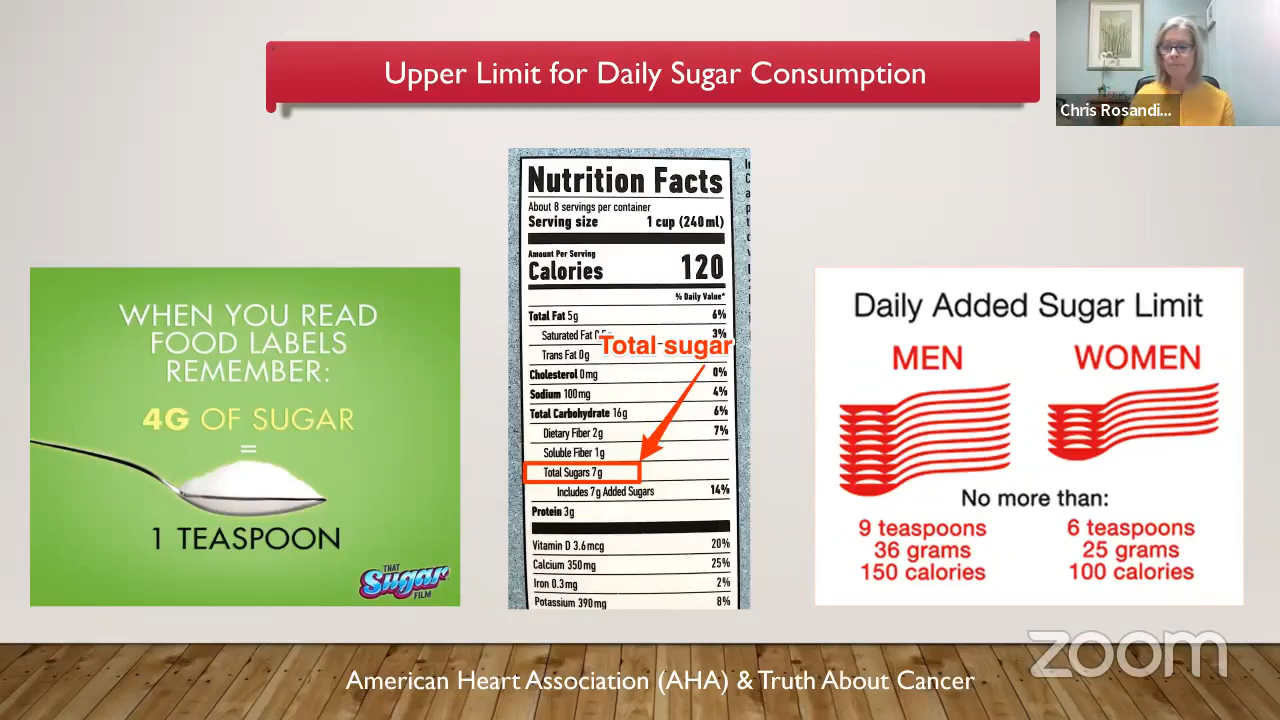 Upper Limit for Daily Sugar Consumption
Chris Rosandi...
WHEN YOU READ
FOOD LABELS
REMEMBER:
4G OF SUGAR
=
1 TEASPOON
THAT
Sugar
FILM
Nutrition Facts
About 8 servings per container
Serving size 1 cup (240ml)
Amount Per Serving
Calories 120
% Daily Value*
Total Fat 5g 6%
Saturated Fat 3%
Total sugar
Trans Fat 0g
Cholesterol 0mg 0%
Sodium 100mg 4%
Total Carbohydrate 16g 6%
Dietary Fiber 2g 7%
Soluble Fiber 1g
Total Sugars 7g
Includes 7g Added Sugars 14%
Protein 3g
Vitamin D 3.6mcg 20%
Calcium 350mg 25%
Iron 0.3mg 2%
Potassium 390mg 8%
Daily Added Sugar Limit
MEN WOMEN
No more than:
9 teaspoons 6 teaspoons
36 grams 25 grams
150 calories 100 calories
zoom
American Heart Association (AHA) & Truth About Cancer